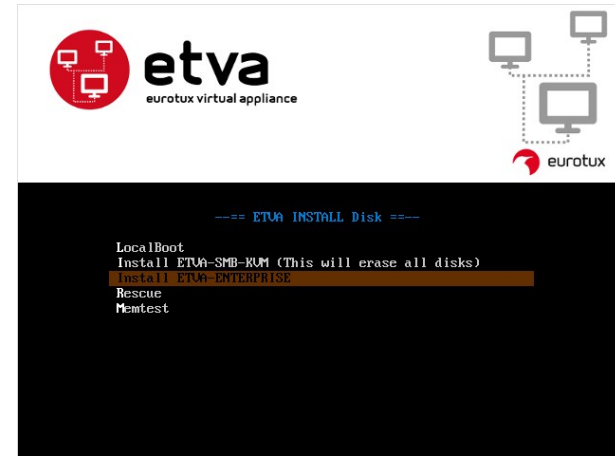 etva
eurotux virtual appliance
eurotux
--== ETVA INSTALL Disk ==--
LocalBoot
Install ETVA-SMB-KVM (This will erase all disks)
Install ETVA-ENTERPRISE
Rescue
Memtest